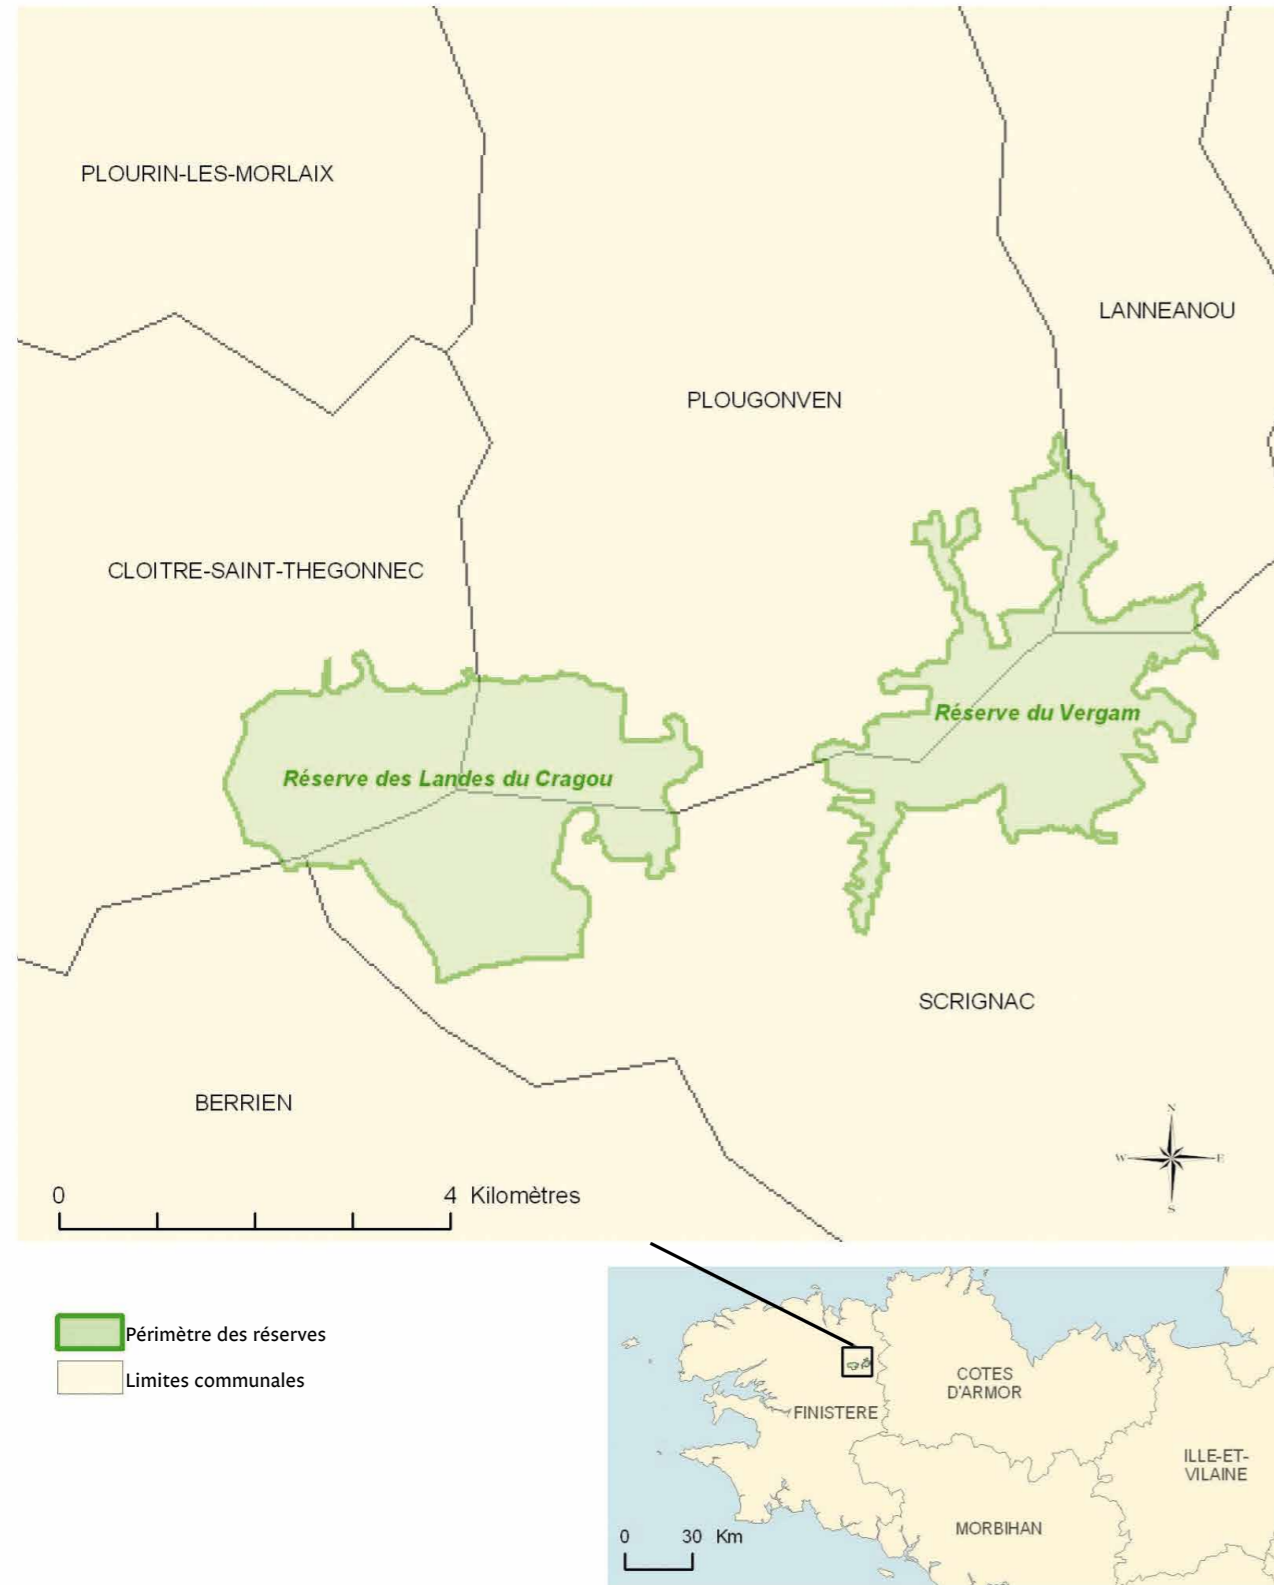 PLOURIN-LES-MORLAIX
LANNEANOU
PLOUGONVEN
CLOITRE-SAINT-THEGONNEC
Réserve du Vergam
Réserve des Landes du Cragou
SCRIGNAC
BERRIEN
N
W E
S
0 4 Kilomètres
Périmètre des réserves
Limites communales
COTES
D'ARMOR
FINISTERE
ILLE-ET-
VILAINE
MORBIHAN
0 30 Km